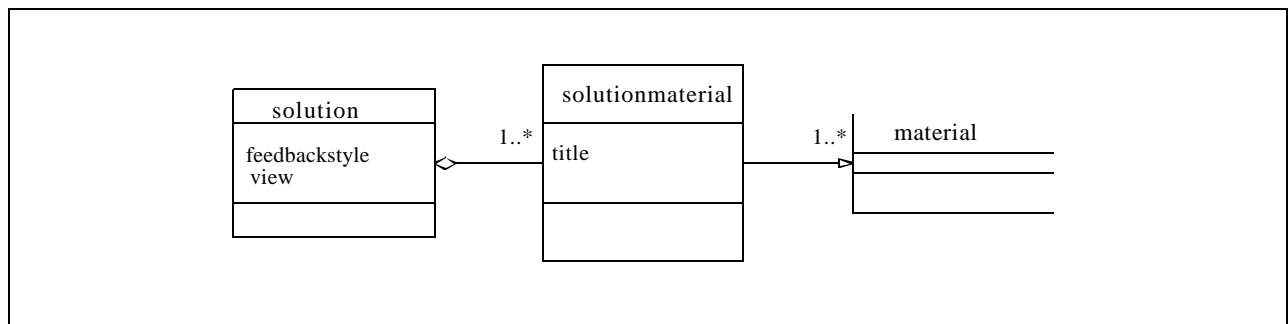 solution
feedbackstyle
view
1..*
solutionmaterial
title
1..*
material